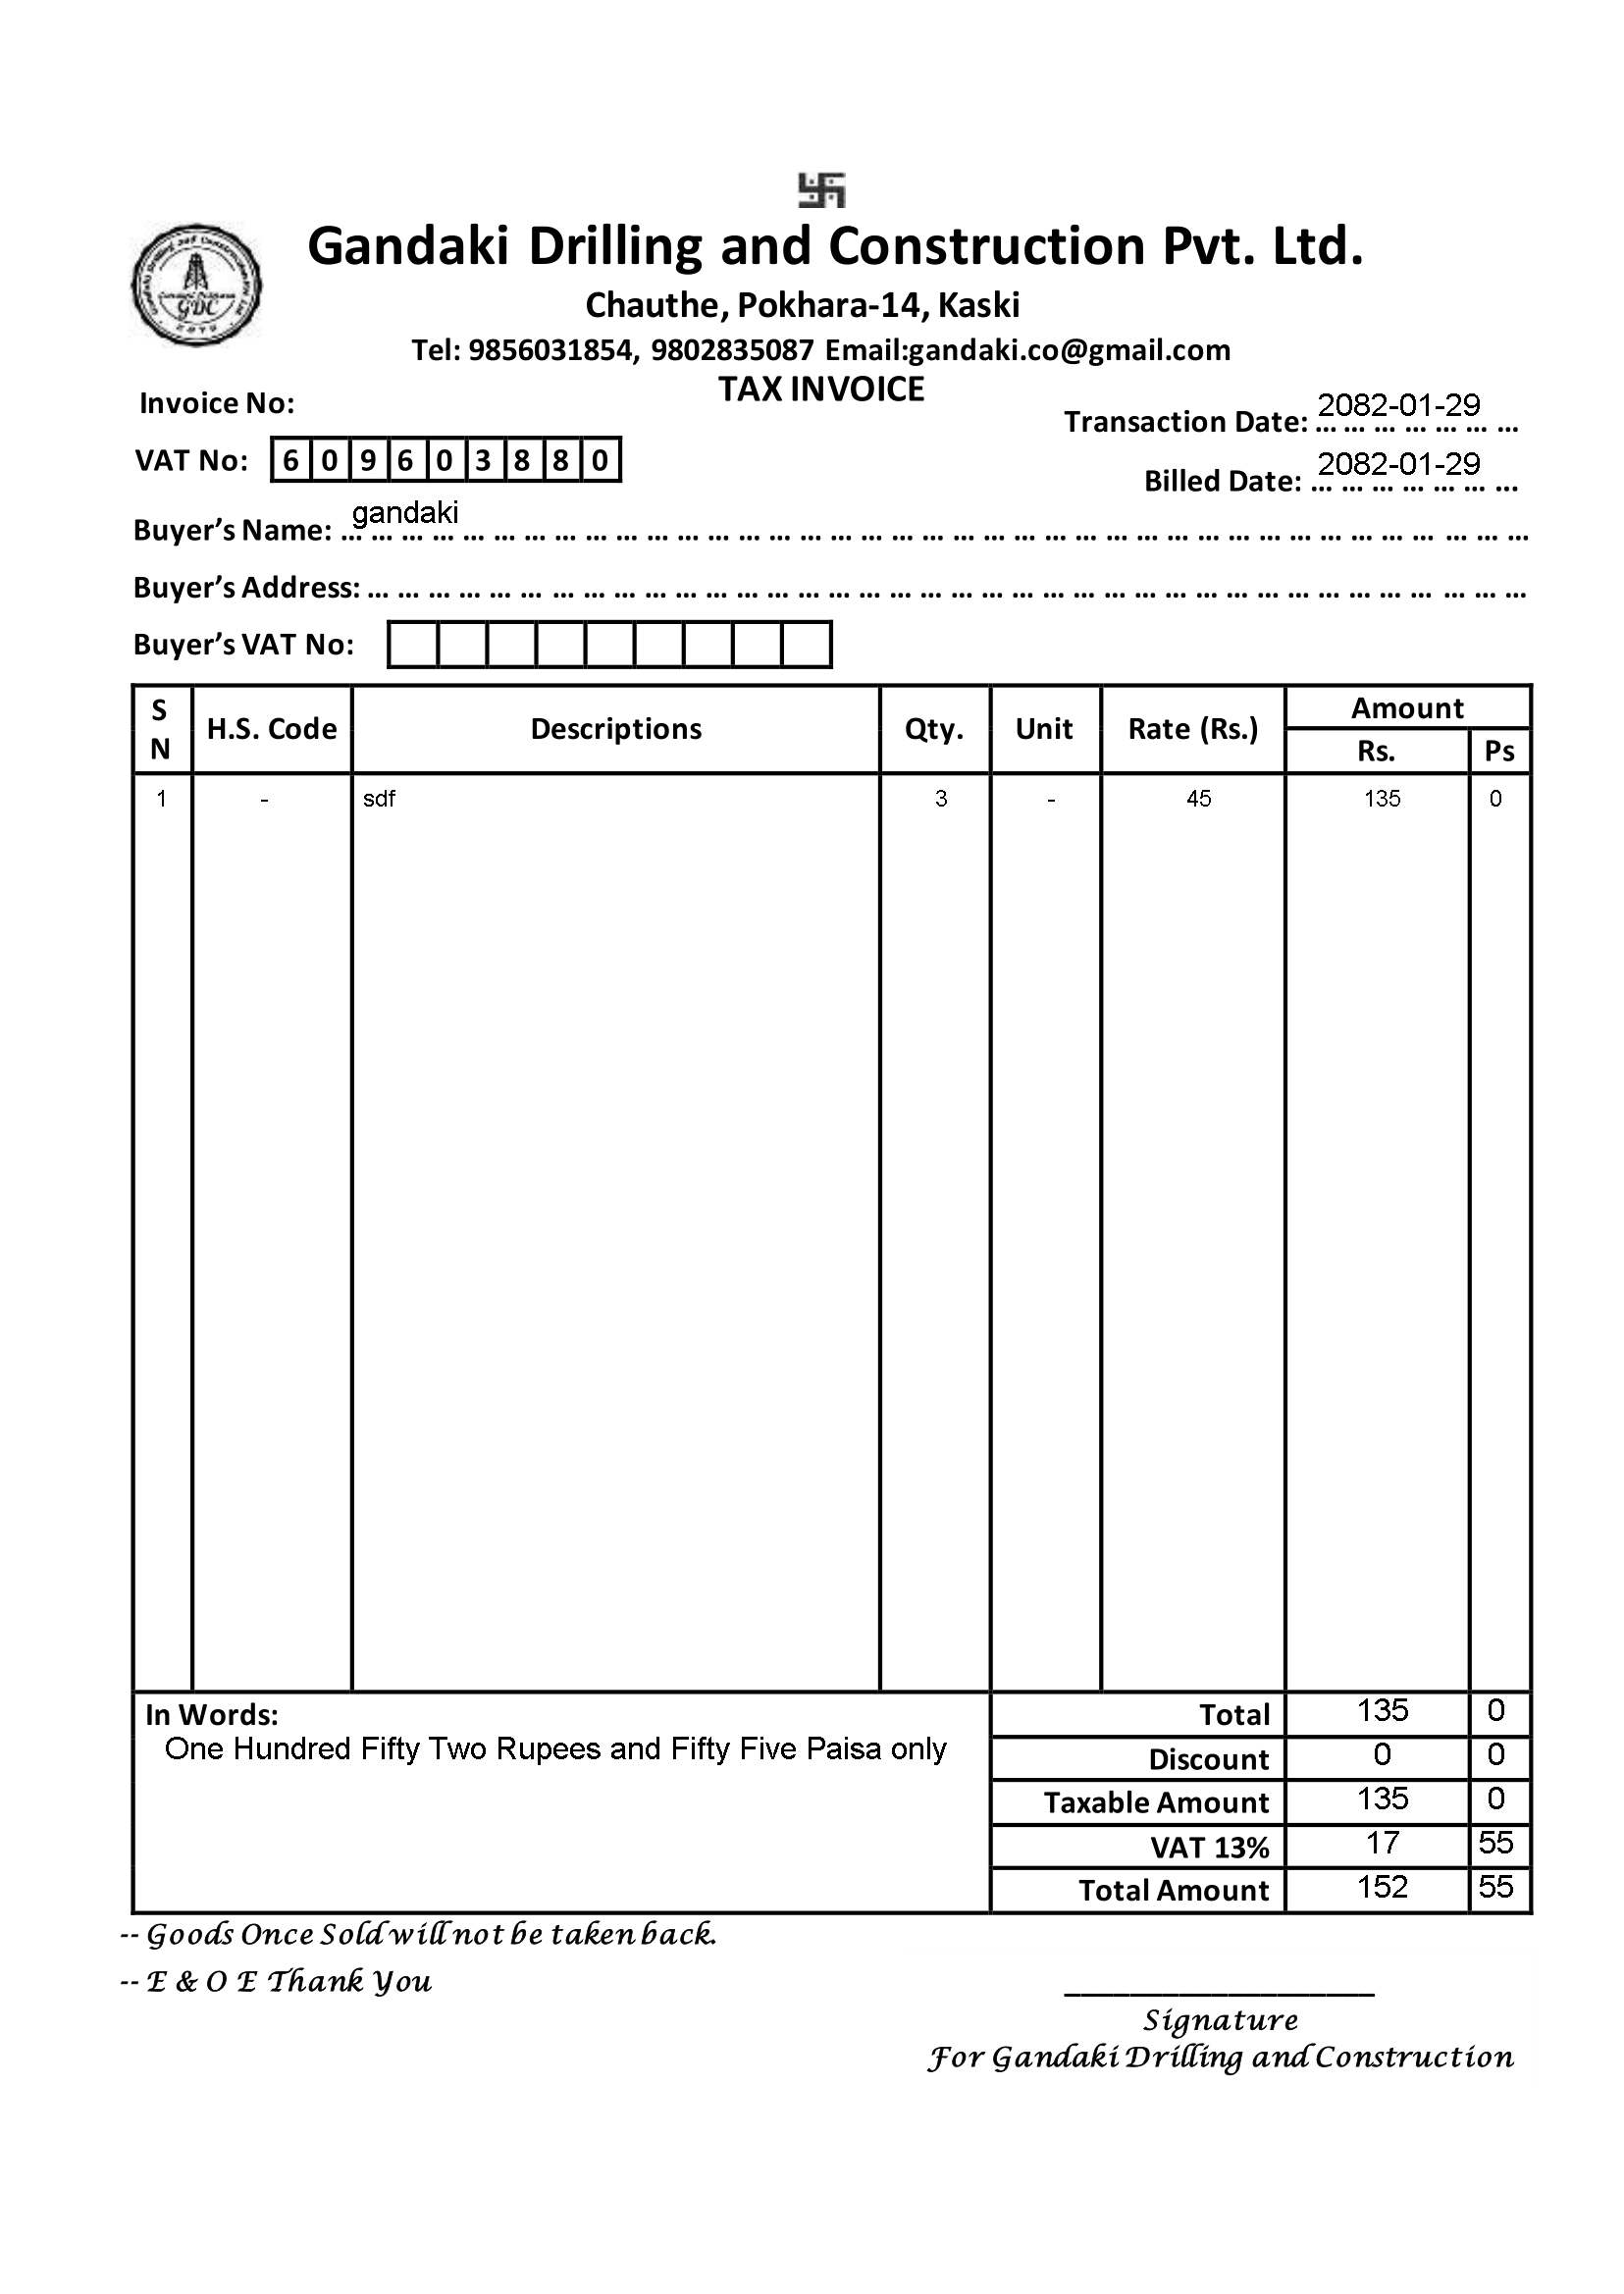 Gandaki Drilling and Construction Pvt. Ltd.
Chauthe, Pokhara-14, Kaski
Tel: 9856031854, 9802835087 Email:gandaki.co@gmail.com
TAX INVOICE
Invoice No:
Transaction Date: 2082-01-29
VAT No: 6 0 9 6 0 3 8 8 0
Billed Date: 2082-01-29
Buyer’s Name: gandaki
Buyer’s Address:
Buyer’s VAT No:
S N H.S. Code Descriptions Qty. Unit Rate (Rs.) Amount
Rs. Ps
1 - sdf 3 - 45 135 0
In Words:
One Hundred Fifty Two Rupees and Fifty Five Paisa only
Total 135 0
Discount 0 0
Taxable Amount 135 0
VAT 13% 17 55
Total Amount 152 55
-- Goods Once Sold will not be taken back.
-- E & O E Thank You
Signature
For Gandaki Drilling and Construction